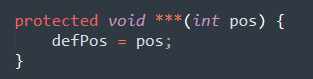 protected void ***(int pos) {
    defPos = pos;
}